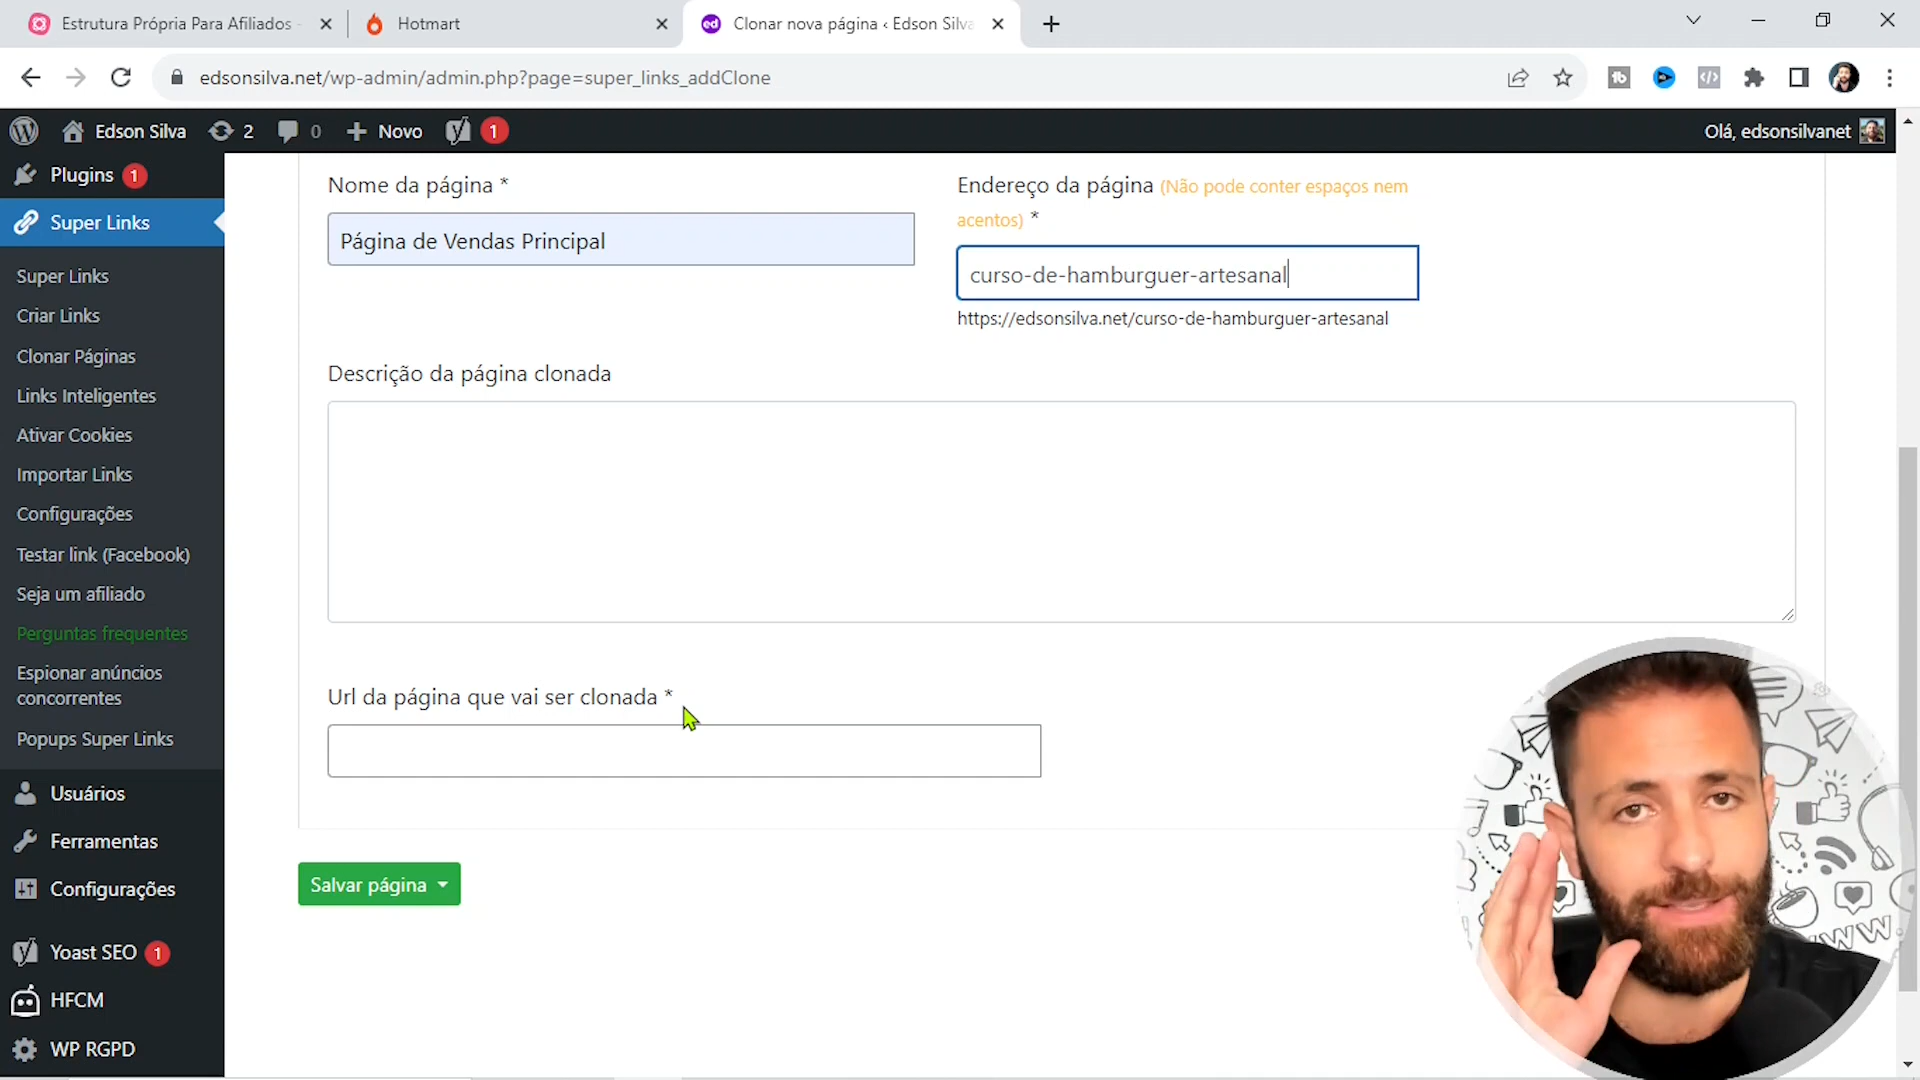 Estrutura Própria Para Afiliados -
Hotmart
Clonar nova página ‹ Edson Silva
edsonsilva.net/wp-admin/admin.php?page=super_links_addClone
Edson Silva
2
0
Novo
1
Olá, edsonsilvanet
Plugins 1
Super Links
Super Links
Criar Links
Clonar Páginas
Links Inteligentes
Ativar Cookies
Importar Links
Configurações
Testar link (Facebook)
Seja um afiliado
Perguntas frequentes
Espionar anúncios
concorrentes
Popups Super Links
Usuários
Ferramentas
Configurações
Yoast SEO 1
HFCM
WP RGPD
Nome da página *
Página de Vendas Principal
Endereço da página (Não pode conter espaços nem
acentos) *
curso-de-hamburguer-artesanal
https://edsonsilva.net/curso-de-hamburguer-artesanal
Descrição da página clonada
Url da página que vai ser clonada *
Salvar página
WWW